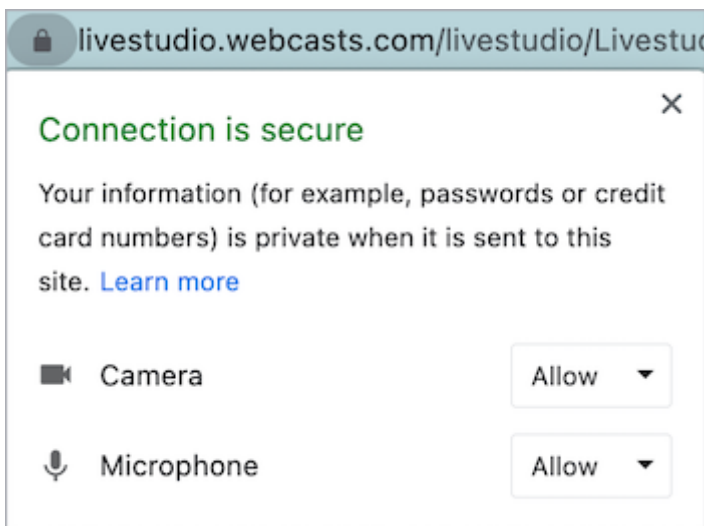 livestudio.webcasts.com/livestudio/Livestud
Connection is secure
Your information (for example, passwords or credit
card numbers) is private when it is sent to this
site. Learn more
Camera Allow
Microphone Allow